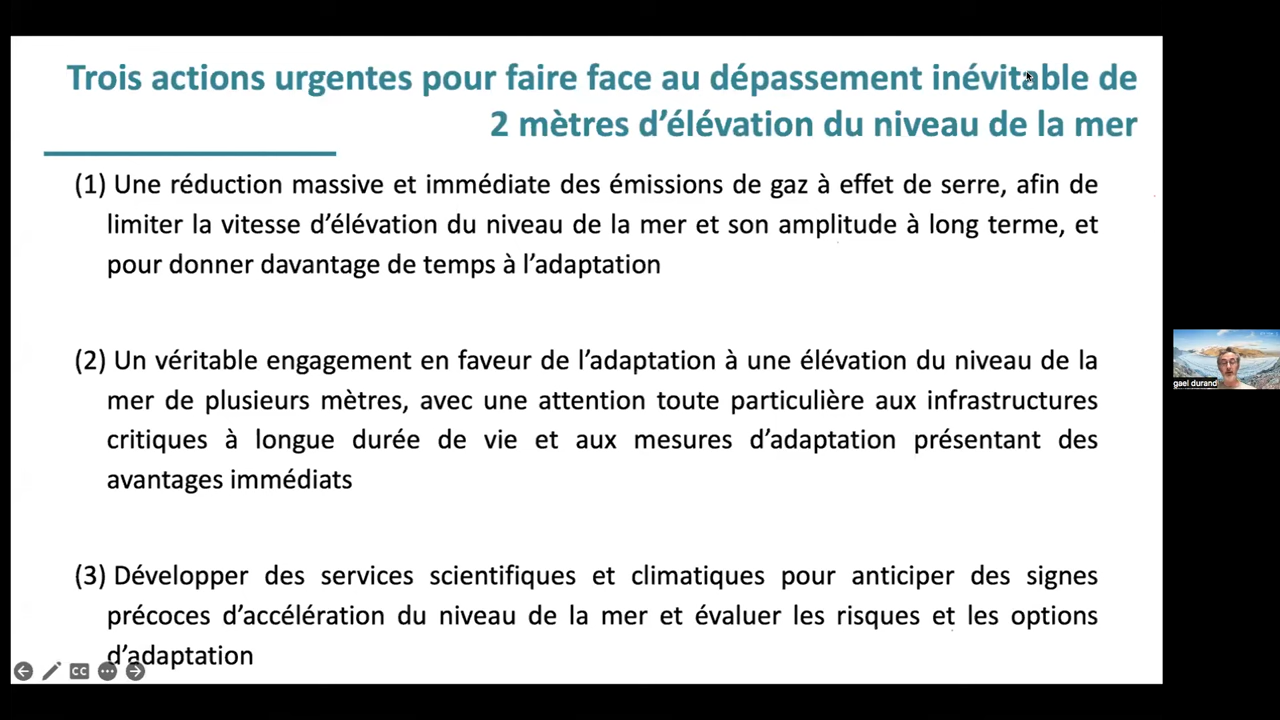 Trois actions urgentes pour faire face au dépassement inévitable de
2 mètres d’élévation du niveau de la mer
(1) Une réduction massive et immédiate des émissions de gaz à effet de serre, afin de
limiter la vitesse d’élévation du niveau de la mer et son amplitude à long terme, et
pour donner davantage de temps à l’adaptation
(2) Un véritable engagement en faveur de l’adaptation à une élévation du niveau de la
mer de plusieurs mètres, avec une attention toute particulière aux infrastructures
critiques à longue durée de vie et aux mesures d’adaptation présentant des
avantages immédiats
(3) Développer des services scientifiques et climatiques pour anticiper des signes
précoces d’accélération du niveau de la mer et évaluer les risques et les options
d’adaptation
CC
gael durand